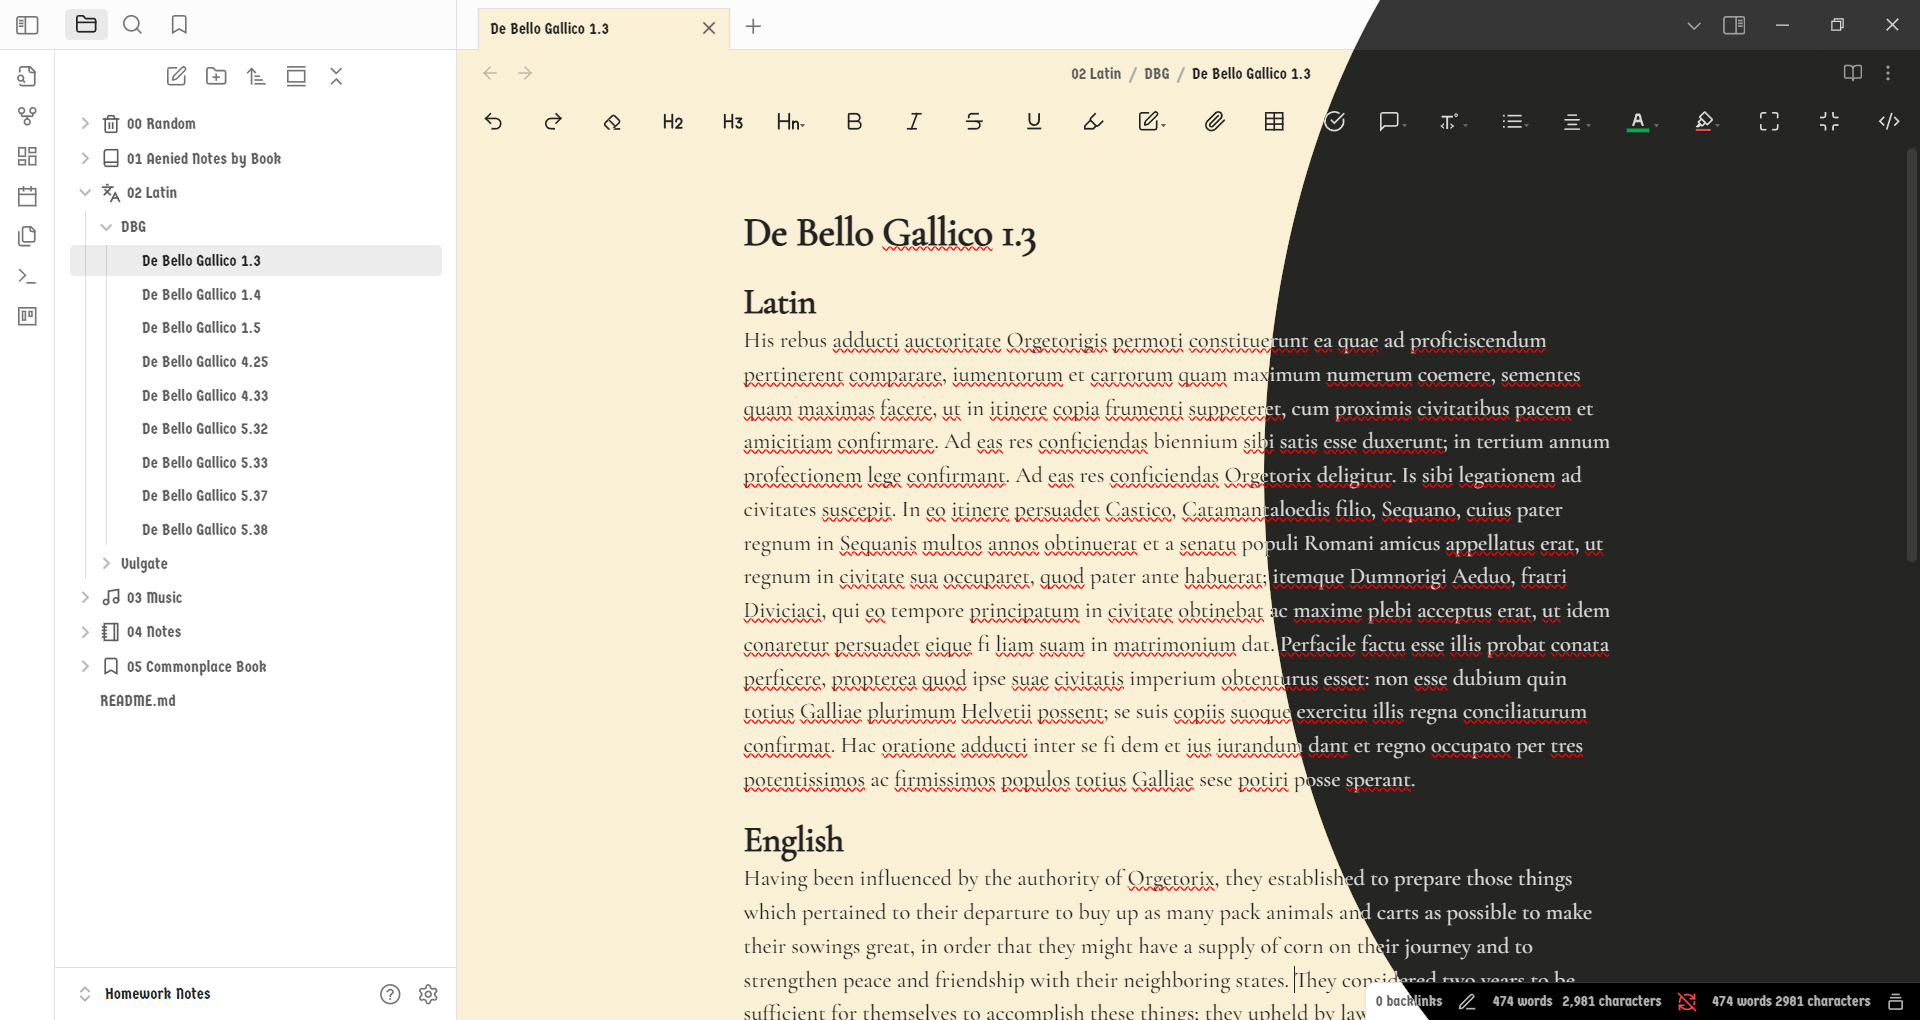 De Bello Gallico 1.3
02 Latin / DBG / De Bello Gallico 1.3
H2 H3 Hn B I S U T A
00 Random
01 Aenied Notes by Book
02 Latin
DBG
De Bello Gallico 1.3
De Bello Gallico 1.4
De Bello Gallico 1.5
De Bello Gallico 4.25
De Bello Gallico 4.33
De Bello Gallico 5.32
De Bello Gallico 5.33
De Bello Gallico 5.37
De Bello Gallico 5.38
Vulgate
03 Music
04 Notes
05 Commonplace Book
README.md
Homework Notes
De Bello Gallico 1.3
Latin
His rebus adducti auctoritate Orgetorigis permoti constituerunt ea quae ad proficiscendum
pertinerent comparare, iumentorum et carrorum quam maximum numerum coemere, sementes
quam maximas facere, ut in itinere copia frumenti suppeteret, cum proximis civitatibus pacem et
amicitiam confirmare. Ad eas res conficiendas biennium sibi satis esse duxerunt; in tertium annum
profectionem lege confirmant. Ad eas res conficiendas Orgetorix deligitur. Is sibi legationem ad
civitates suscepit. In eo itinere persuadet Castico, Catamantaloedis filio, Sequano, cuius pater
regnum in Sequanis multos annos obtinuerat et a senatu populi Romani amicus appellatus erat, ut
regnum in civitate sua occuparet, quod pater ante habuerat; itemque Dumnorigi Aeduo, fratri
Diviciaci, qui eo tempore principatum in civitate obtinebat ac maxime plebi acceptus erat, ut idem
conaretur persuadet eique fi liam suam in matrimonium dat. Perfacile factu esse illis probat conata
perficere, propterea quod ipse suae civitatis imperium obtenturus esset: non esse dubium quin
totius Galliae plurimum Helvetii possent; se suis copiis suoque exercitu illis regna conciliaturum
confirmat. Hac oratione adducti inter se fi dem et ius iurandum dant et regno occupato per tres
potentissimos ac firmissimos populos totius Galliae sese potiri posse sperant.
English
Having been influenced by the authority of Orgetorix, they established to prepare those things
which pertained to their departure to buy up as many pack animals and carts as possible to make
their sowings great, in order that they might have a supply of corn on their journey and to
strengthen peace and friendship with their neighboring states. They considered two years to be
sufficient for themselves to accomplish these things; they upheld by law
0 backlinks 474 words 2,981 characters 474 words 2981 characters